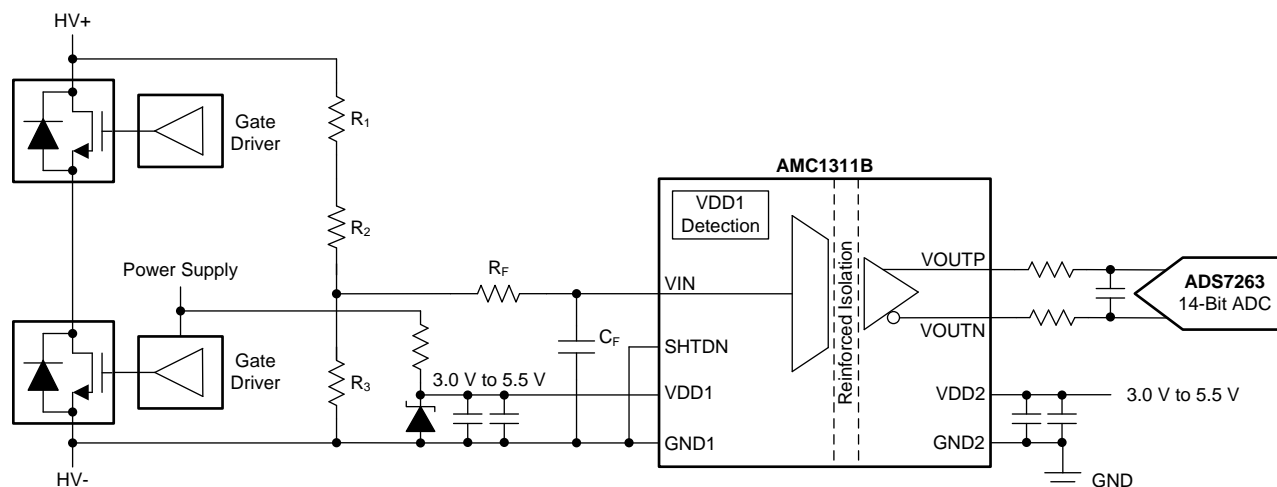 HV+
Gate
Driver
R1
AMC1311B
VDD1
Detection
R2
Reinforced Isolation
Power Supply
RF
VIN
VOUTP
ADS7263
14-Bit ADC
VOUTN
CF
SHTDN
Gate
Driver
R3
3.0 V to 5.5 V
VDD1
VDD2
3.0 V to 5.5 V
GND1
GND2
HV-
GND